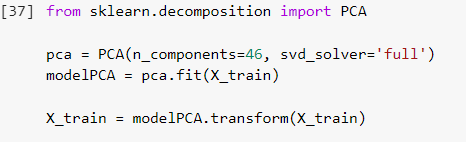 [37] from sklearn.decomposition import PCA
pca = PCA(n_components=46, svd_solver='full')
modelPCA = pca.fit(X_train)
X_train = modelPCA.transform(X_train)